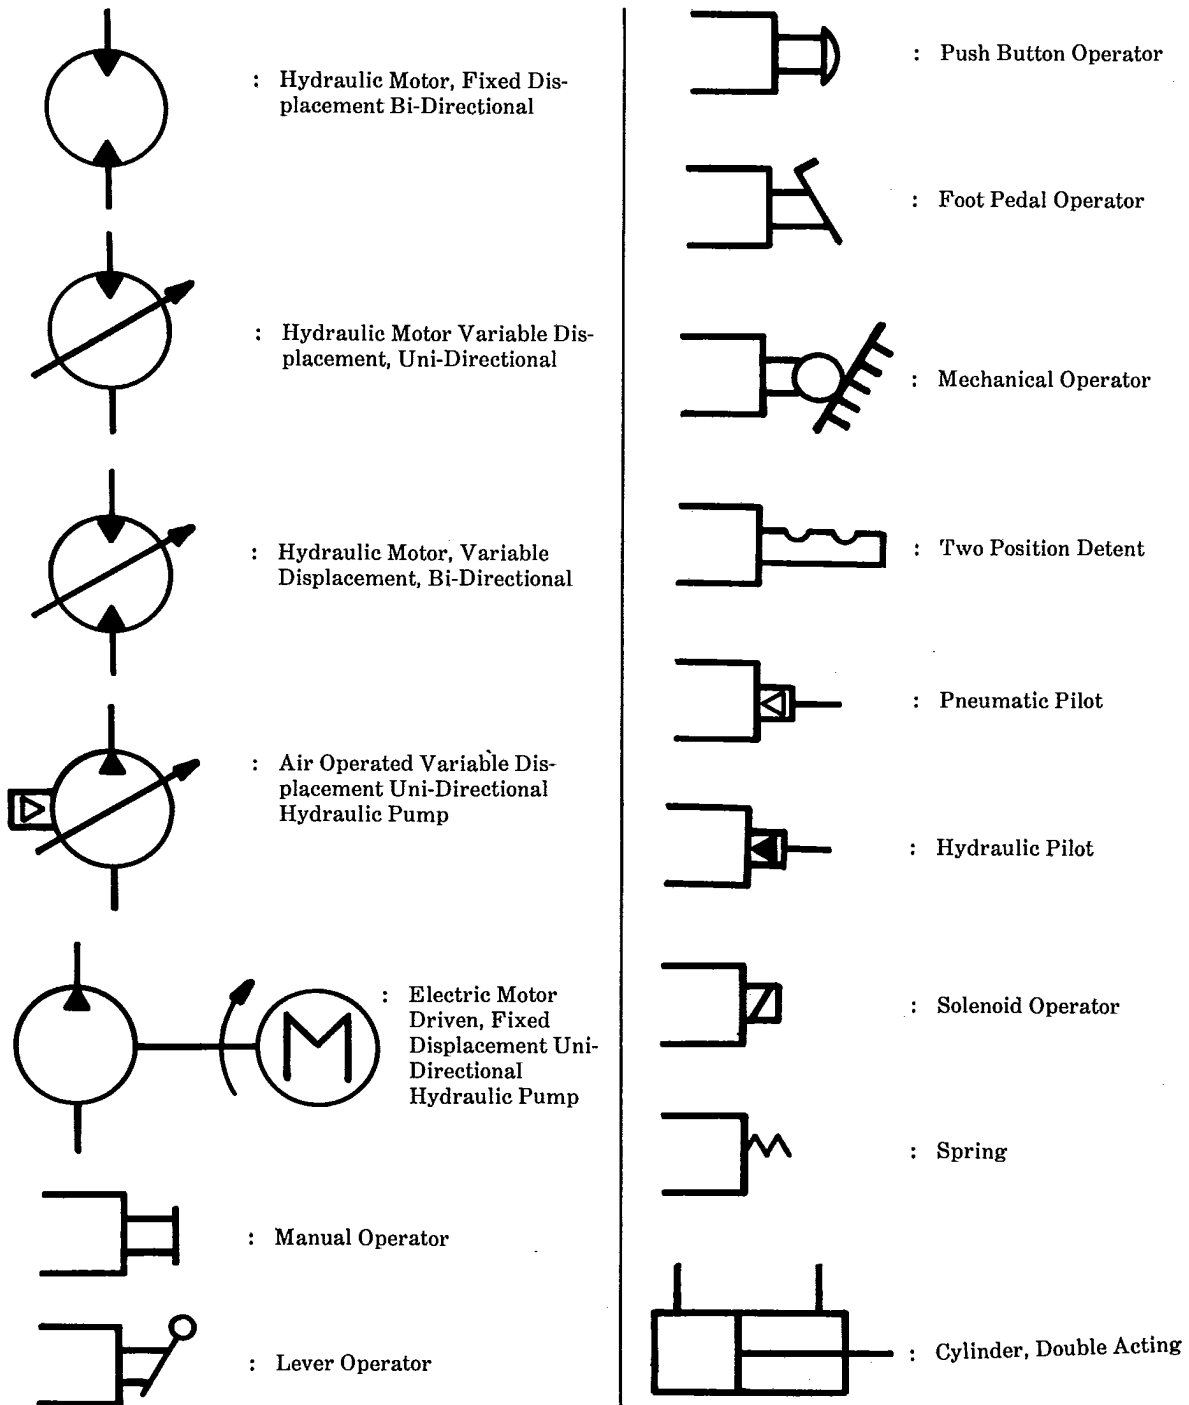 : Hydraulic Motor, Fixed Dis-
placement Bi-Directional
: Hydraulic Motor Variable Dis-
placement, Uni-Directional
: Hydraulic Motor, Variable
Displacement, Bi-Directional
: Air Operated Variable Dis-
placement Uni-Directional
Hydraulic Pump
M
: Electric Motor
Driven, Fixed
Displacement Uni-
Directional
Hydraulic Pump
: Manual Operator
: Lever Operator
: Push Button Operator
: Foot Pedal Operator
: Mechanical Operator
: Two Position Detent
: Pneumatic Pilot
: Hydraulic Pilot
: Solenoid Operator
: Spring
: Cylinder, Double Acting